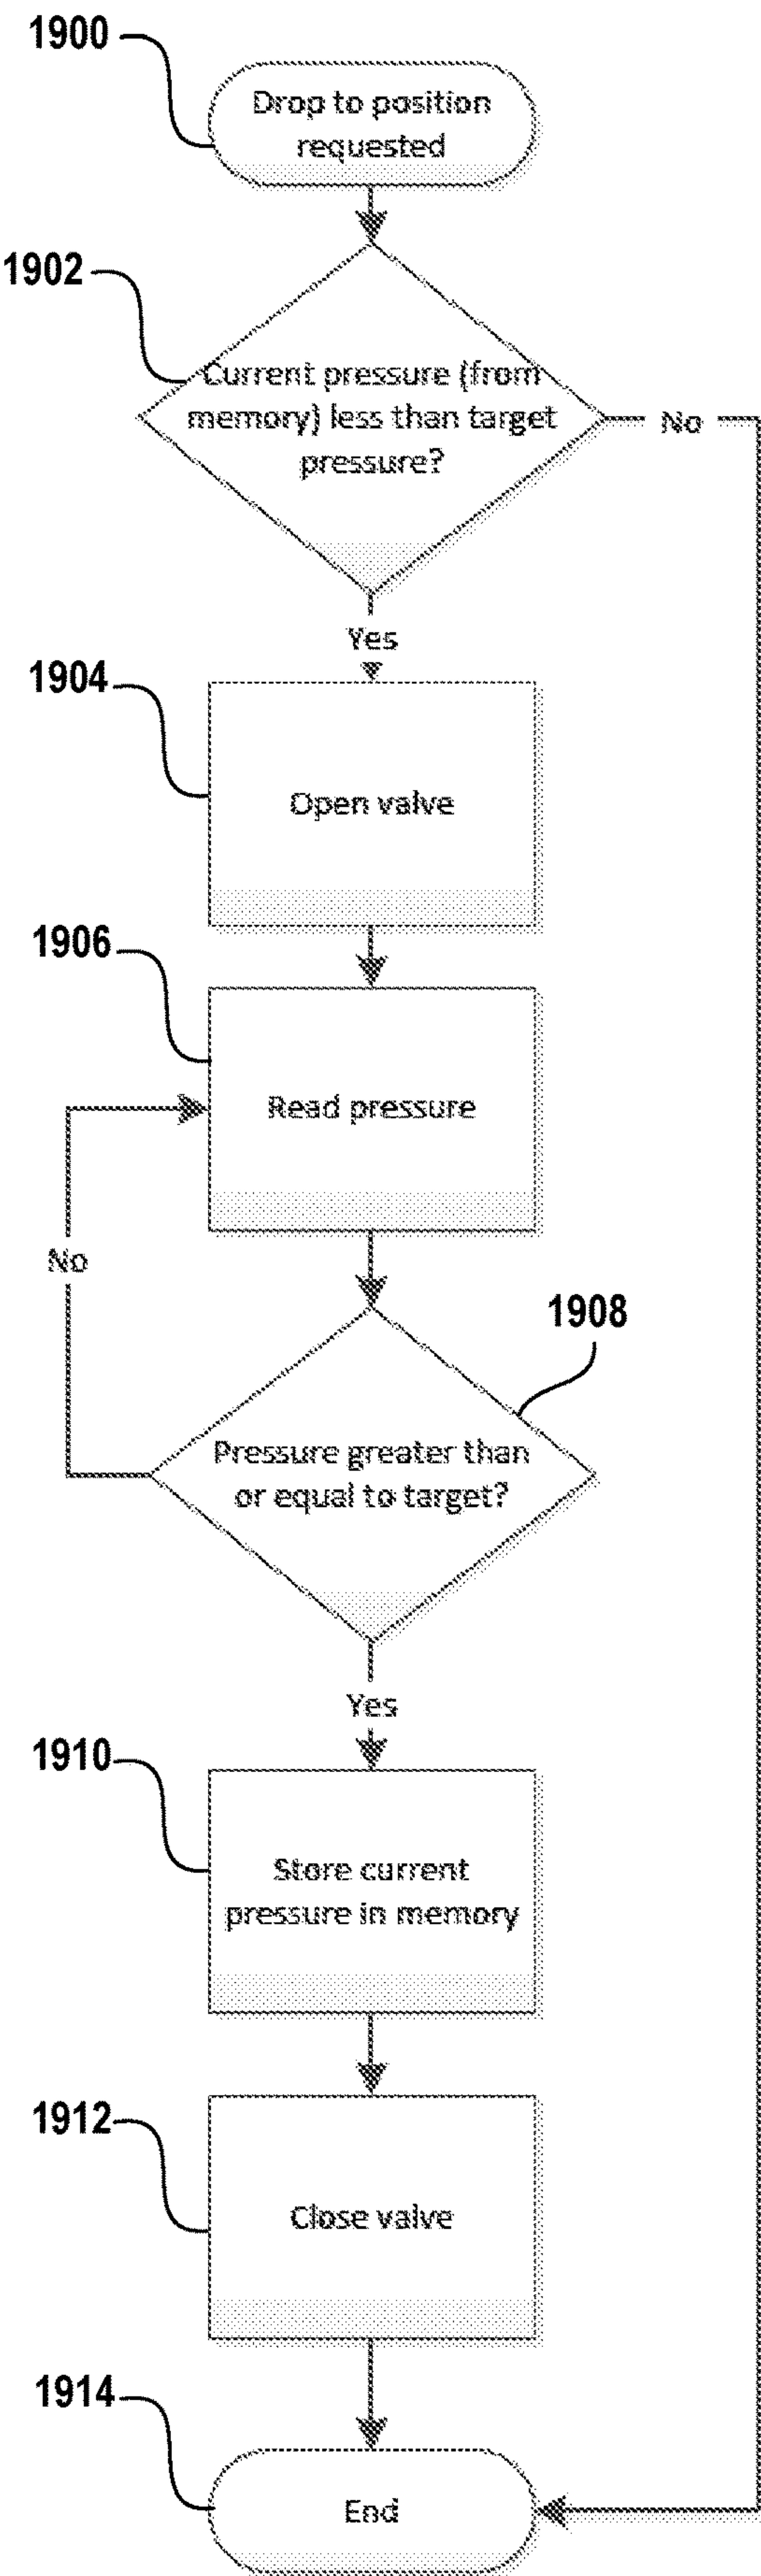 1900
Drop to position
requested
1902
Current pressure (from
memory) less than target
pressure?
No
Yes
1904
Open valve
1906
Read pressure
No
1908
Pressure greater than
or equal to target?
Yes
1910
Store current
pressure in memory
1912
Close valve
1914
End